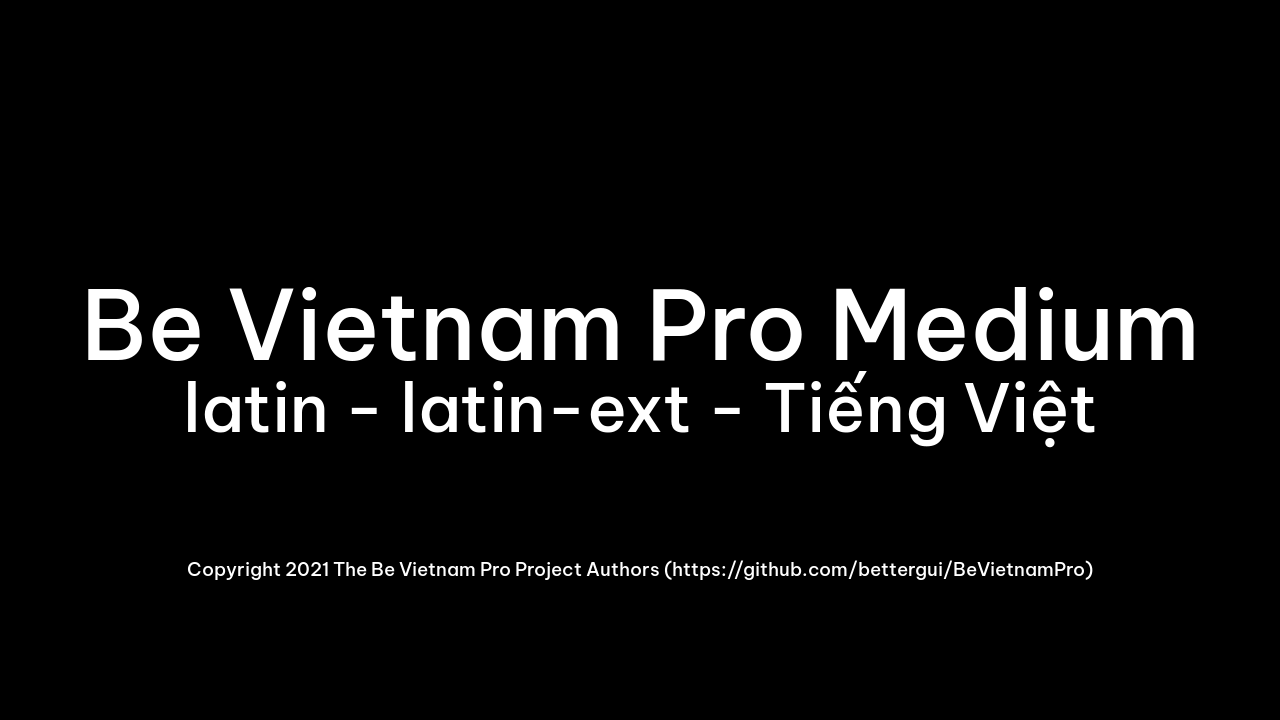 Be Vietnam Pro Medium
latin - latin-ext - Tiếng Việt
Copyright 2021 The Be Vietnam Pro Project Authors (https://github.com/bettergui/BeVietnamPro)